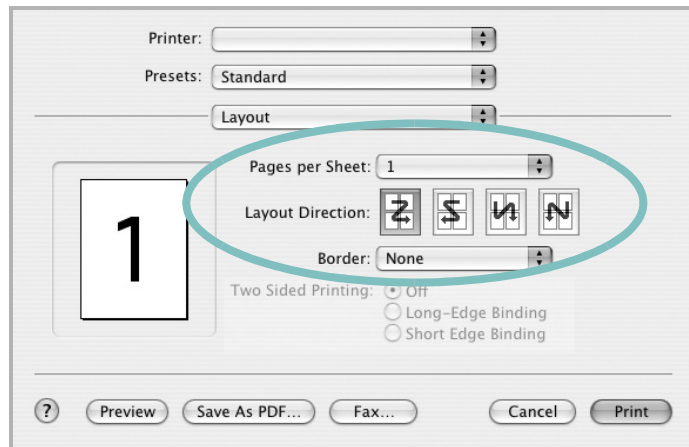 Printer:
Presets: Standard
Layout
Pages per Sheet: 1
Layout Direction:
Border: None
1
Two Sided Printing: Off
Long-Edge Binding
Short Edge Binding
? Preview Save As PDF... Fax... Cancel Print